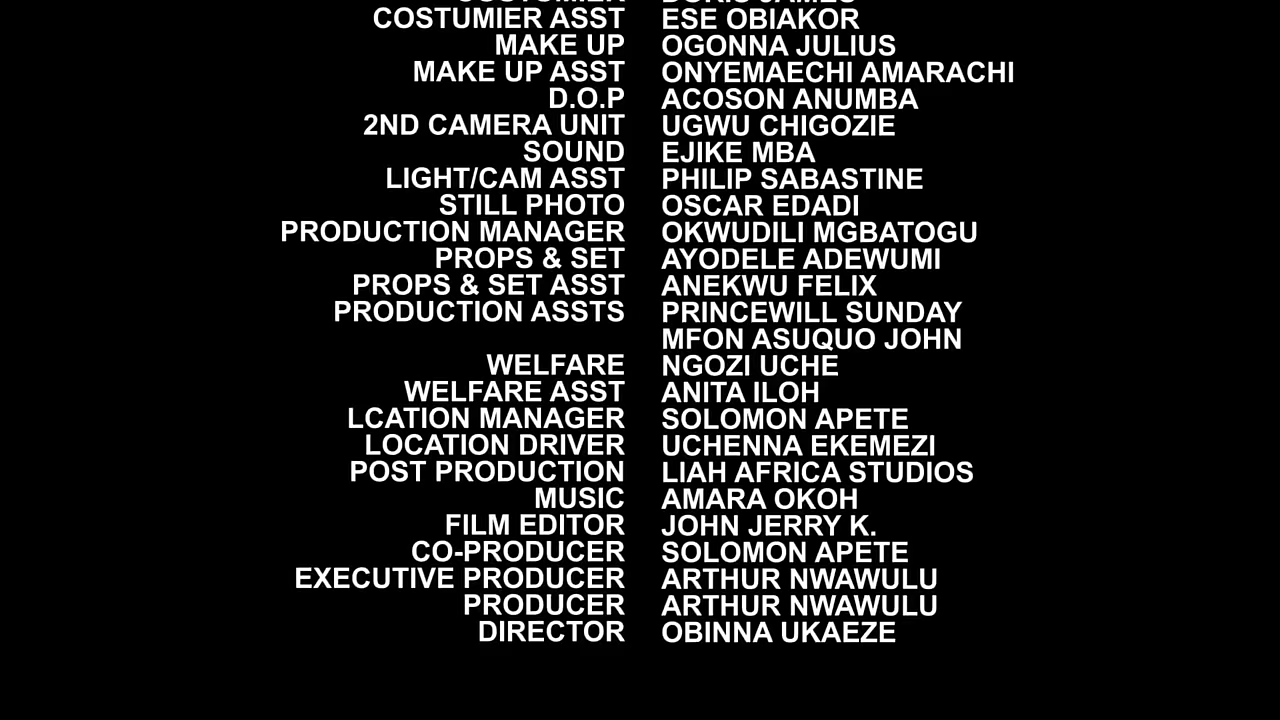 COSTUMIER DORIS JAMES
COSTUMIER ASST ESE OBIAKOR
MAKE UP OGONNA JULIUS
MAKE UP ASST ONYEMAECHI AMARACHI
D.O.P ACOSON ANUMBA
2ND CAMERA UNIT UGWU CHIGOZIE
SOUND EJIKE MBA
LIGHT/CAM ASST PHILIP SABASTINE
STILL PHOTO OSCAR EDADI
PRODUCTION MANAGER OKWUDILI MGBATOGU
PROPS & SET AYODELE ADEWUMI
PROPS & SET ASST ANEKWU FELIX
PRODUCTION ASSTS PRINCEWILL SUNDAY
MFON ASUQUO JOHN
WELFARE NGOZI UCHE
WELFARE ASST ANITA ILOH
LCATION MANAGER SOLOMON APETE
LOCATION DRIVER UCHENNA EKEMEZI
POST PRODUCTION LIAH AFRICA STUDIOS
MUSIC AMARA OKOH
FILM EDITOR JOHN JERRY K.
CO-PRODUCER SOLOMON APETE
EXECUTIVE PRODUCER ARTHUR NWAWULU
PRODUCER ARTHUR NWAWULU
DIRECTOR OBINNA UKAEZE